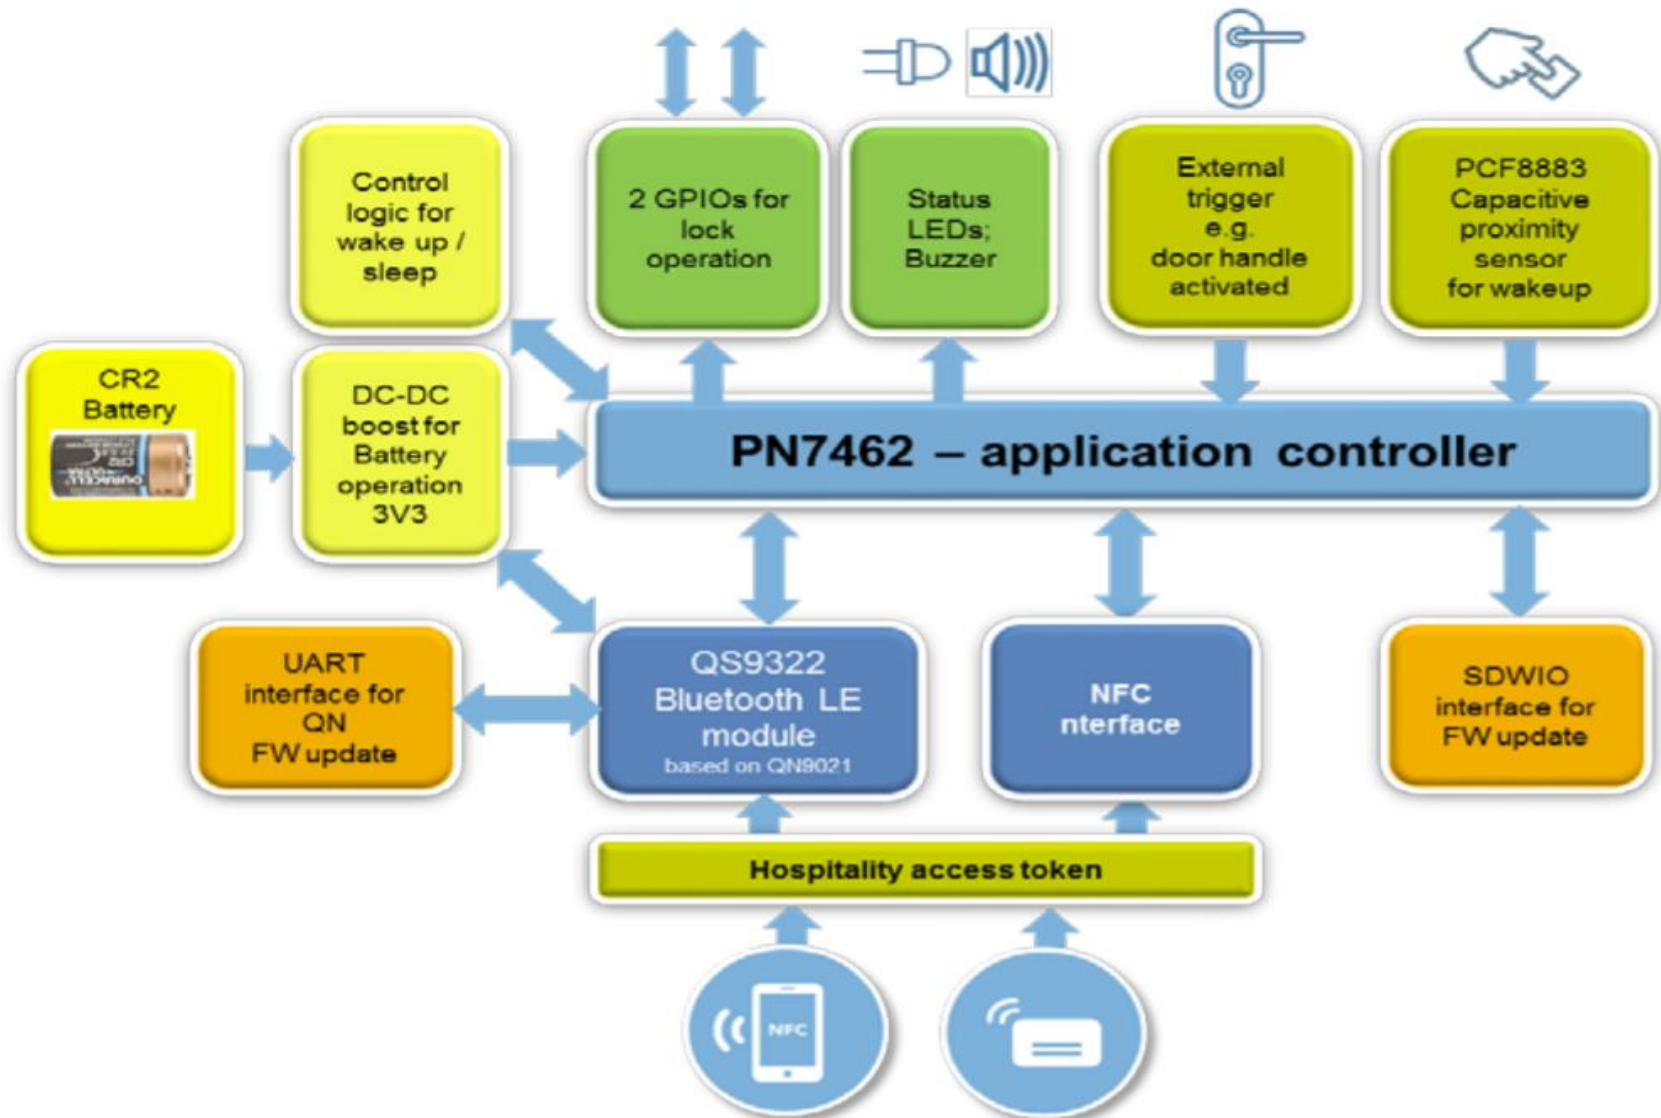 Control
logic for
wake up /
sleep
2 GPIOs for
lock
operation
Status
LEDs;
Buzzer
External
trigger
e.g.
door handle
activated
PCF8883
Capacitive
proximity
sensor
for wakeup
CR2
Battery
DURACELL
ULTRA
CR2
DC-DC
boost for
Battery
operation
3V3
PN7462 – application controller
UART
interface for
QN
FW update
QS9322
Bluetooth LE
module
based on QN9021
NFC
nterface
SDWIO
interface for
FW update
Hospitality access token
NFC